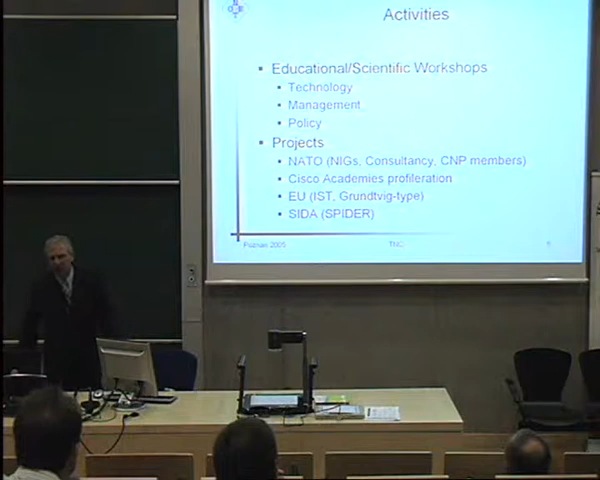 Activities
▪ Educational/Scientific Workshops
▪ Technology
▪ Management
▪ Policy
▪ Projects
▪ NATO (NIGs, Consultancy, CNP members)
▪ Cisco Academies profileration
▪ EU (IST, Grundtvig-type)
▪ SIDA (SPIDER)
Poznan 2005 TNC